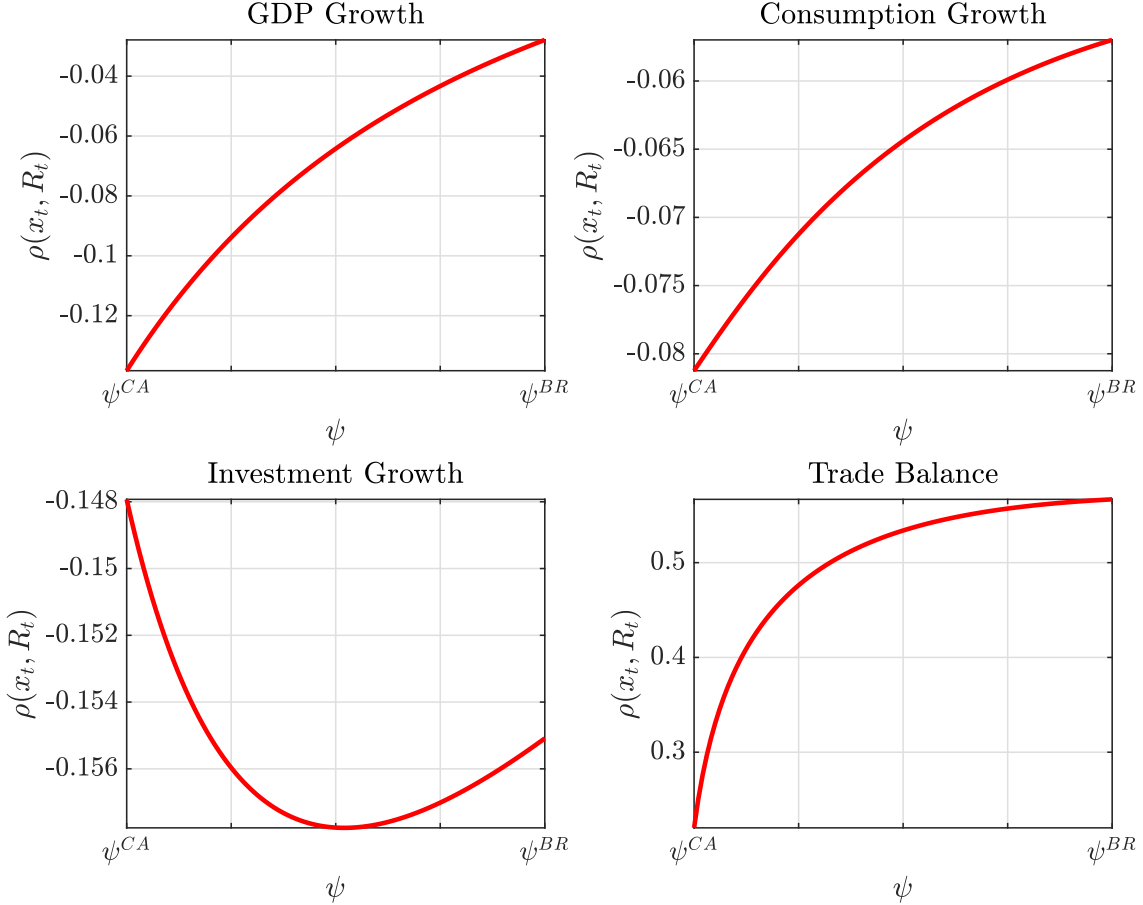 GDP Growth
-0.04
-0.06
-0.08
-0.1
-0.12
ρ(x_t, R_t)
ψ^{CA}
ψ^{BR}
ψ
Consumption Growth
-0.06
-0.065
-0.07
-0.075
-0.08
ρ(x_t, R_t)
ψ^{CA}
ψ^{BR}
ψ
Investment Growth
-0.148
-0.15
-0.152
-0.154
-0.156
ρ(x_t, R_t)
ψ^{CA}
ψ^{BR}
ψ
Trade Balance
0.5
0.4
0.3
ρ(x_t, R_t)
ψ^{CA}
ψ^{BR}
ψ